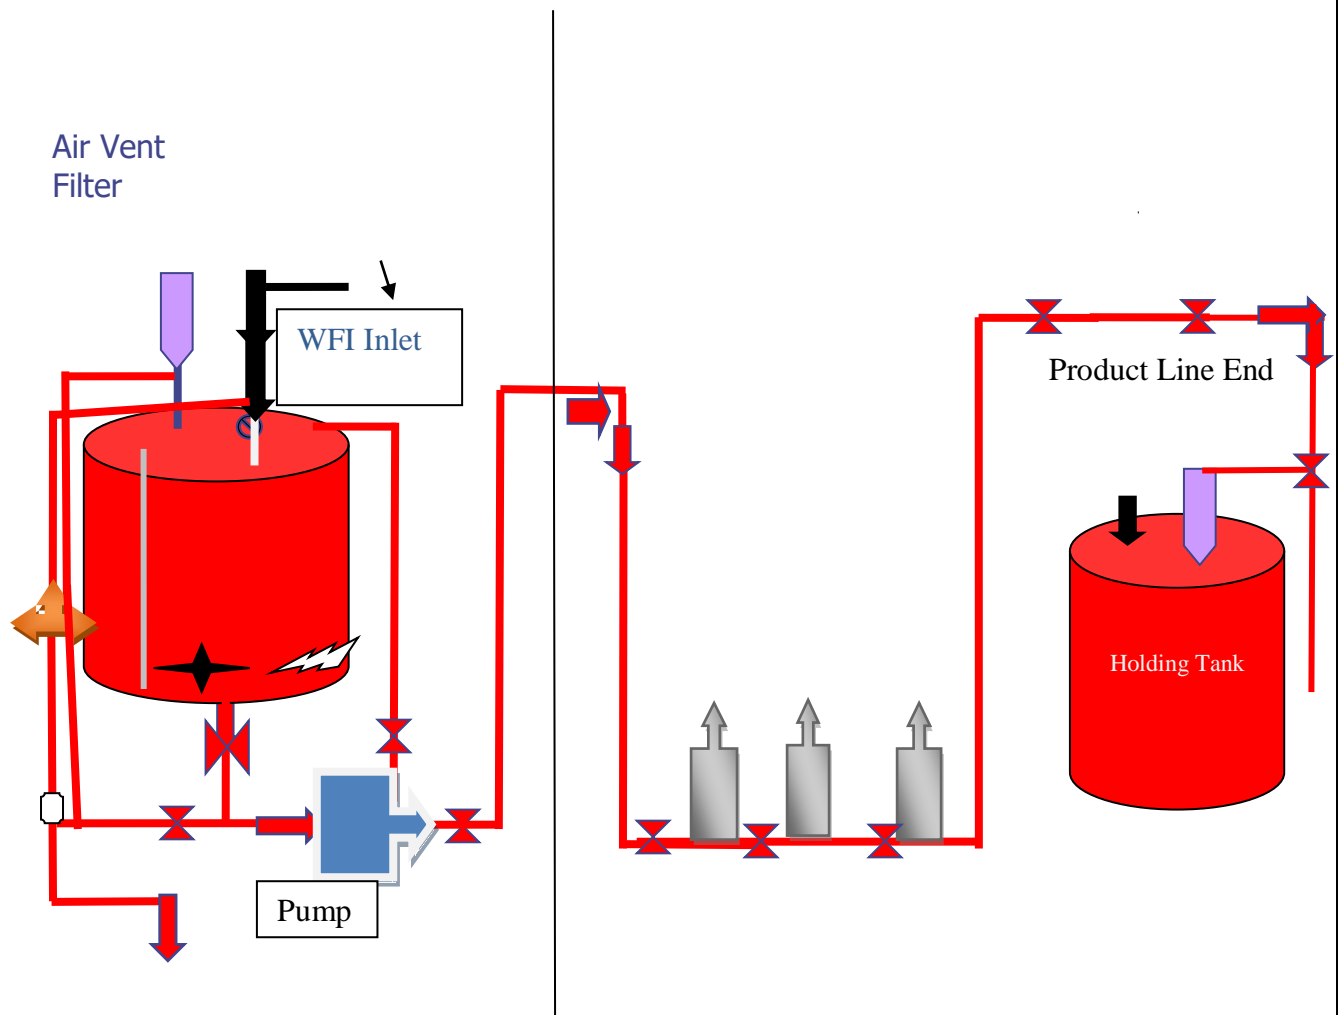 Air Vent
Filter
WFI Inlet
Product Line End
Holding Tank
Pump